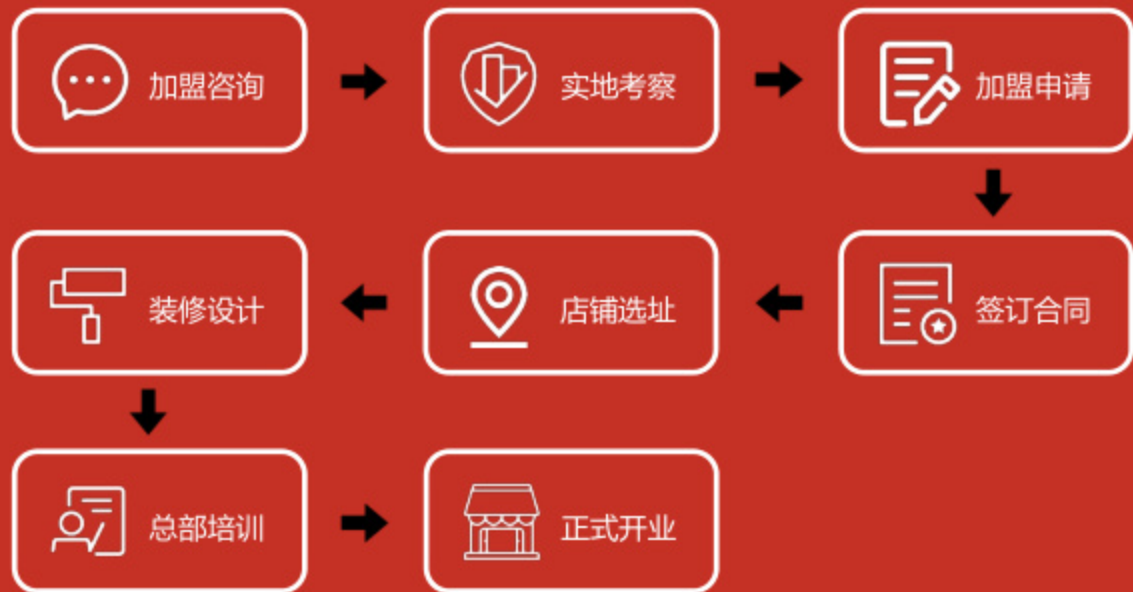 加盟咨询
实地考察
加盟申请
签订合同
店铺选址
装修设计
总部培训
正式开业